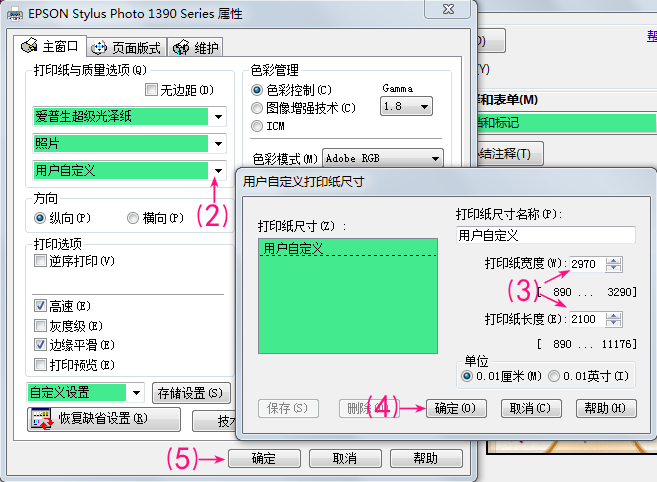 EPSON Stylus Photo 1390 Series 属性
主窗口
页面版式
维护
打印纸与质量选项(Q)
无边距(D)
爱普生超级光泽纸
照片
用户自定义
(2)
方向
纵向(P)
横向(P)
打印选项
逆序打印(V)
高速(E)
灰度级(E)
边缘平滑(E)
打印预览(E)
自定义设置
存储设置(S)
恢复缺省设置(R)
技
(5)
确定
取消
帮助
色彩管理
色彩控制(C)
图像增强技术(C)
ICM
Gamma
1.8
色彩模式(M)
Adobe RGB
用户自定义打印纸尺寸
打印纸尺寸(Z) :
用户自定义
打印纸尺寸名称(P):
用户自定义
打印纸宽度(W):
2970
(3)
[ 890 ... 3290]
打印纸长度(E):
2100
[ 890 ... 11176]
单位
0.01厘米(M)
0.01英寸(I)
保存(S)
删除
(4)
确定(O)
取消(C)
帮助(H)
(Y)
和表单(M)
和标记
小结注释(T)